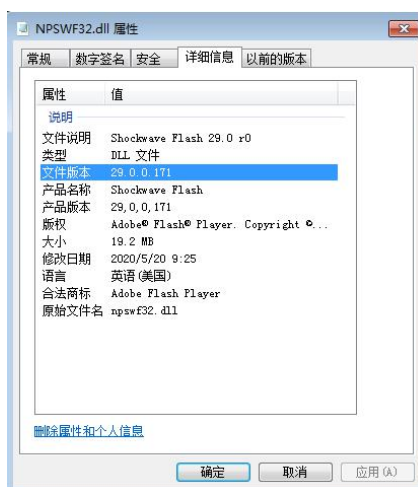 NPSWF32.dll 属性
常规 数字签名 安全 详细信息 以前的版本
属性 值
说明
文件说明 Shockwave Flash 29.0 r0
类型 DLL 文件
文件版本 29.0.0.171
产品名称 Shockwave Flash
产品版本 29,0,0,171
版权 Adobe® Flash® Player. Copyright ©...
大小 19.2 MB
修改日期 2020/5/20 9:25
语言 英语(美国)
合法商标 Adobe Flash Player
原始文件名 npswf32.dll
删除属性和个人信息
确定 取消 应用(A)